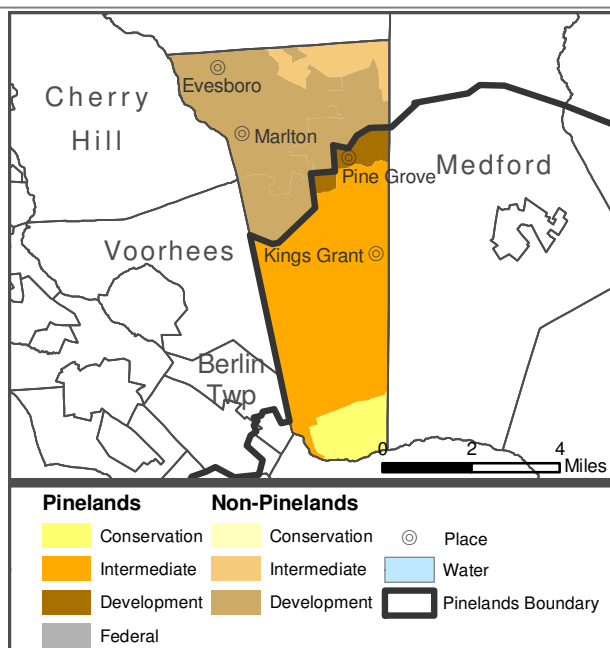 Evesboro
Cherry
Hill
Marlton
Medford
Pine Grove
Voorhees
Kings Grant
Berlin
Twp
0 2 4
Miles
Pinelands
Conservation
Intermediate
Development
Federal
Non-Pinelands
Conservation
Intermediate
Development
Place
Water
Pinelands Boundary